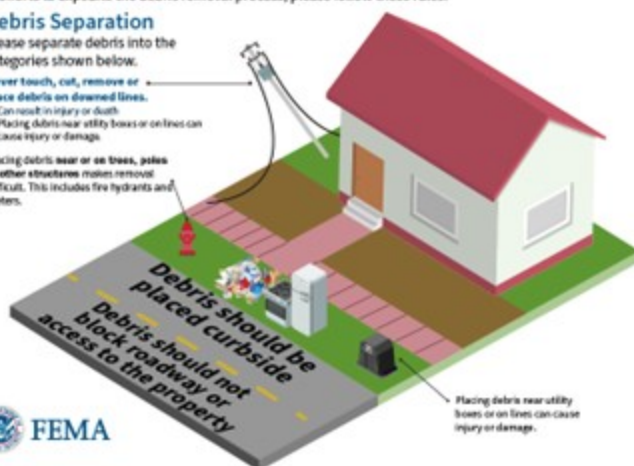 ebris Separation
ease separate debris into the
tegories shown below.
ver touch, cut, remove or
ace debris on downed lines.
Can result in injury or death
Placing debris near utility boxes or on lines can
cause injury or damage.
acing debris near or on trees, poles
other structures makes removal
ficult. This includes fire hydrants and
eters.
Debris should be
placed curbside
Debris should not
block roadway or
access to the property
Placing debris near utility
boxes or on lines can cause
injury or damage.
FEMA